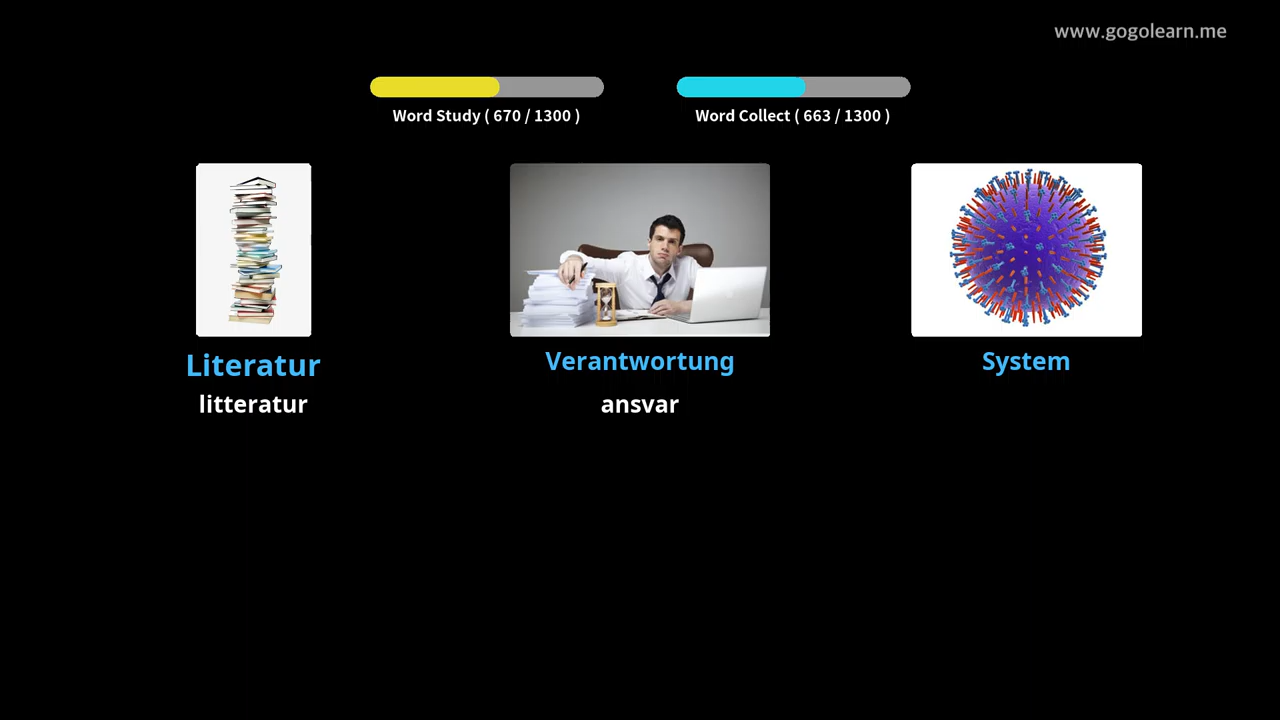 www.gogolearn.me
Word Study ( 670 / 1300 )
Word Collect ( 663 / 1300 )
Literatur
litteratur
Verantwortung
ansvar
System